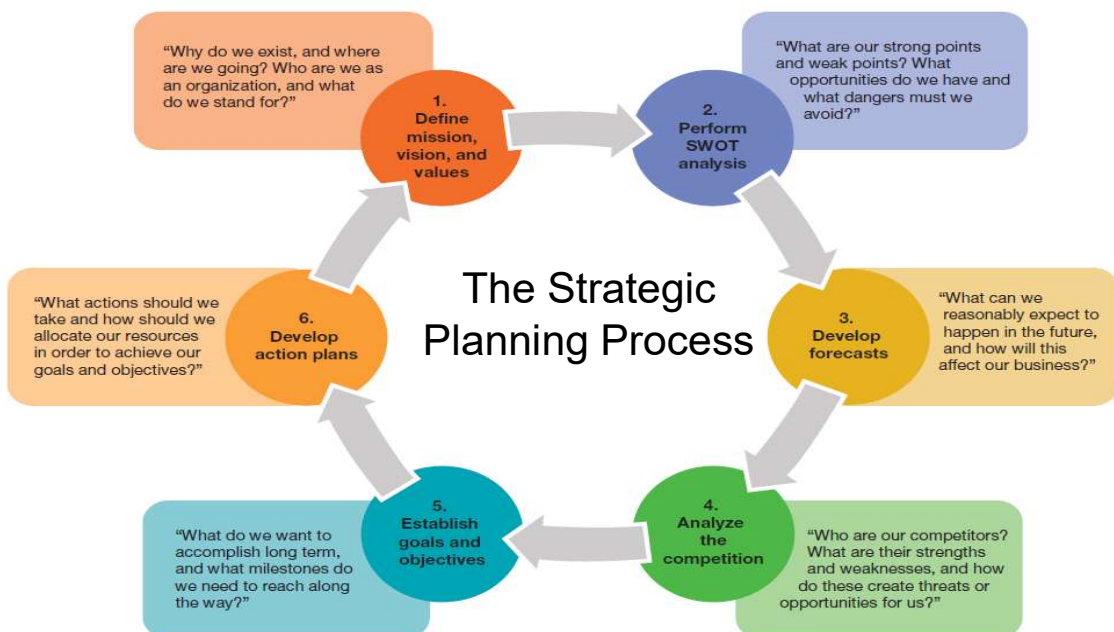 “Why do we exist, and where
are we going? Who are we as
an organization, and what
do we stand for?”
1.
Define
mission,
vision, and
values
“What are our strong points
and weak points? What
opportunities do we have and
what dangers must we
avoid?”
2.
Perform
SWOT
analysis
The Strategic
Planning Process
3.
Develop
forecasts
“What can we
reasonably expect to
happen in the future,
and how will this
affect our business?”
4.
Analyze
the
competition
“Who are our competitors?
What are their strengths
and weaknesses, and how
do these create threats or
opportunities for us?”
5.
Establish
goals and
objectives
“What do we want to
accomplish long term,
and what milestones do
we need to reach along
the way?”
6.
Develop
action plans
“What actions should we
take and how should we
allocate our resources
in order to achieve our
goals and objectives?”